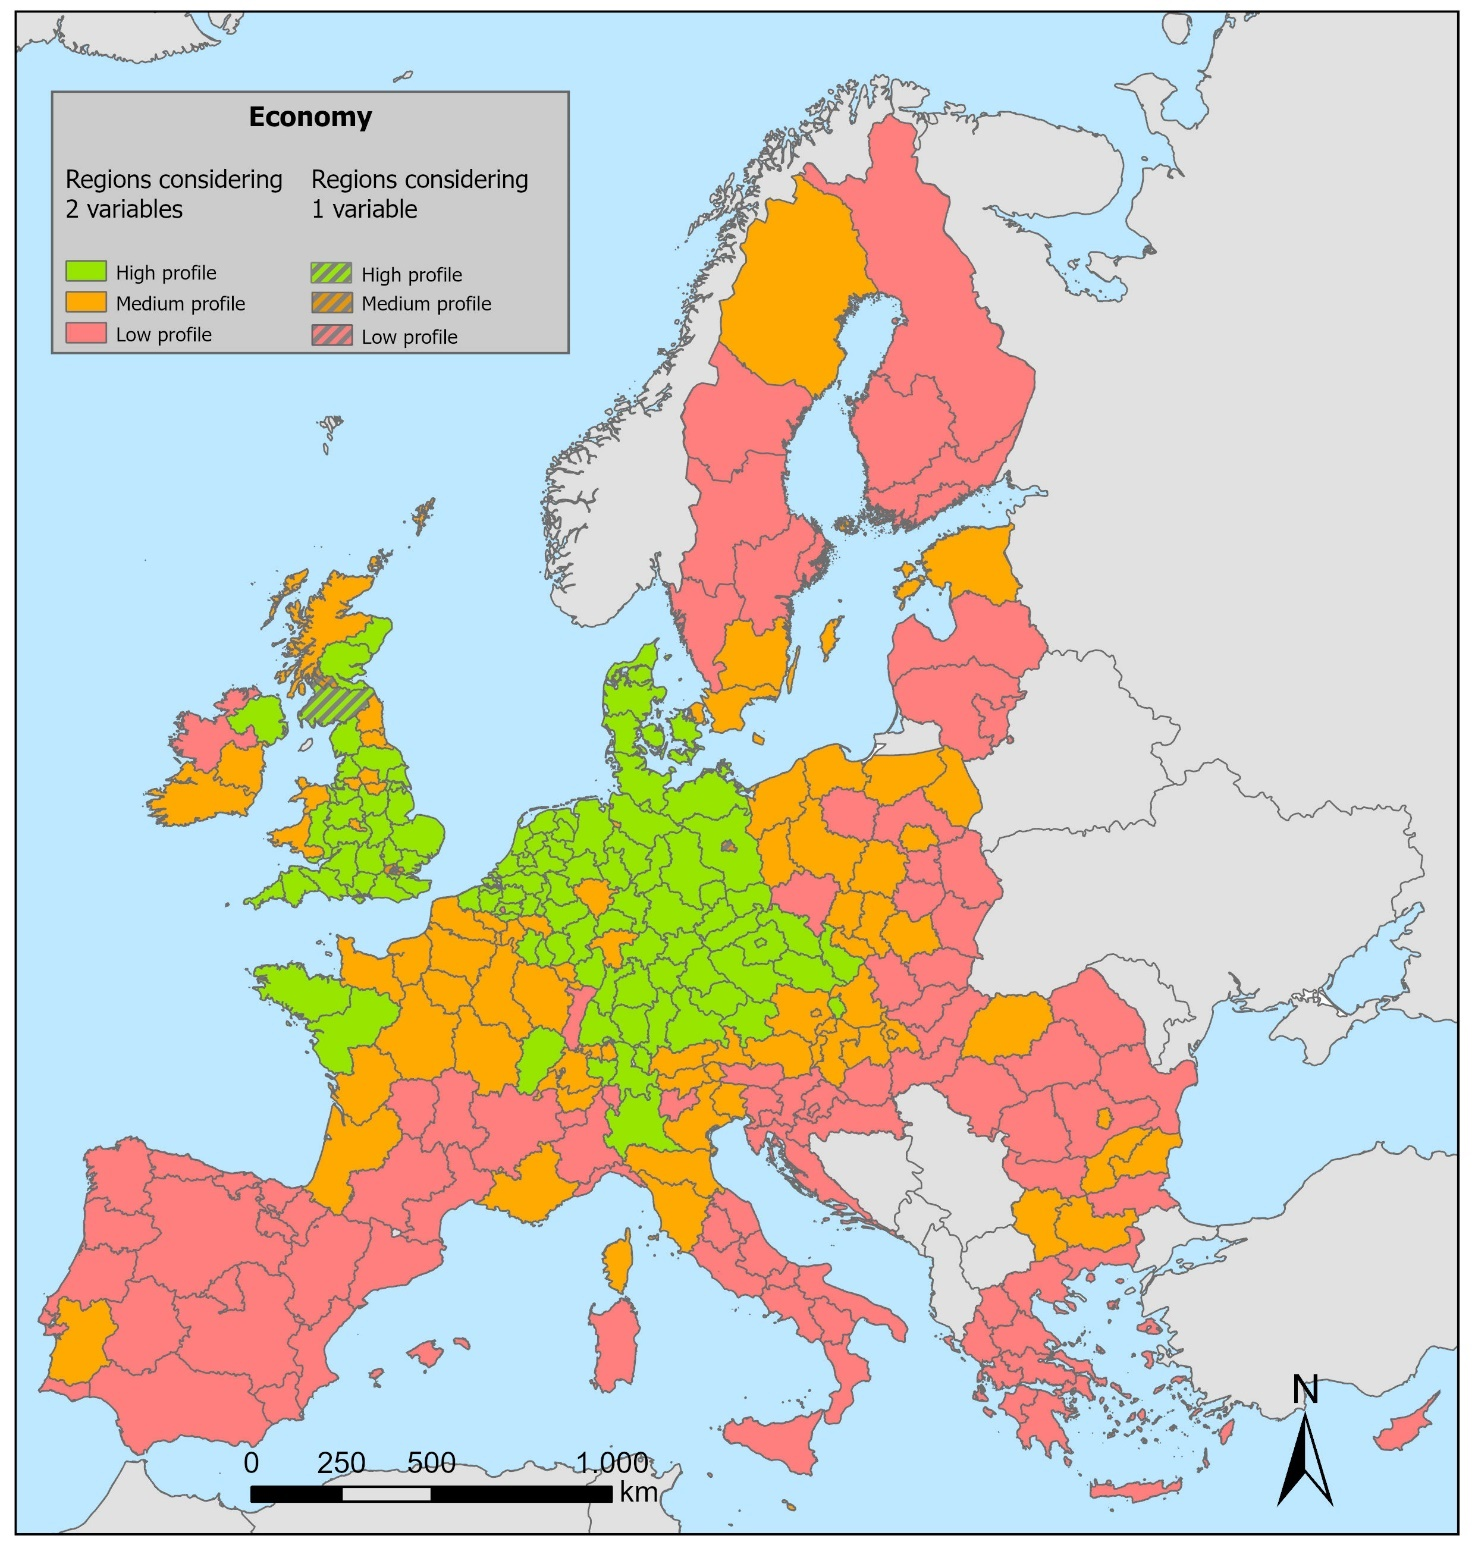 Economy
Regions considering
2 variables
Regions considering
1 variable
High profile
Medium profile
Low profile
High profile
Medium profile
Low profile
N
0 250 500 1.000
km